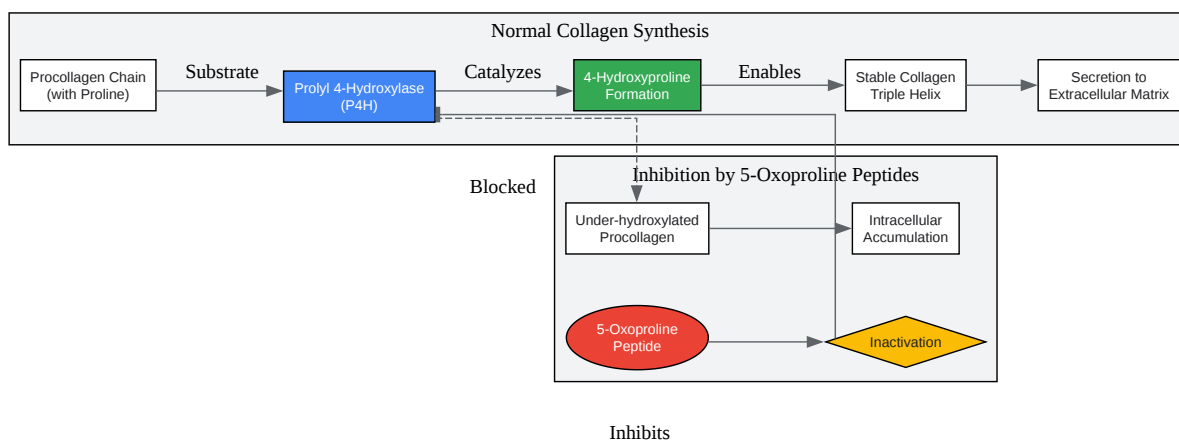 Normal Collagen Synthesis
Procollagen Chain
(with Proline)
Substrate
Prolyl 4-Hydroxylase
(P4H)
Catalyzes
4-Hydroxyproline
Formation
Enables
Stable Collagen
Triple Helix
Secretion to
Extracellular Matrix
Inhibition by 5-Oxoproline Peptides
Blocked
Under-hydroxylated
Procollagen
Intracellular
Accumulation
5-Oxoproline
Peptide
Inactivation
Inhibits